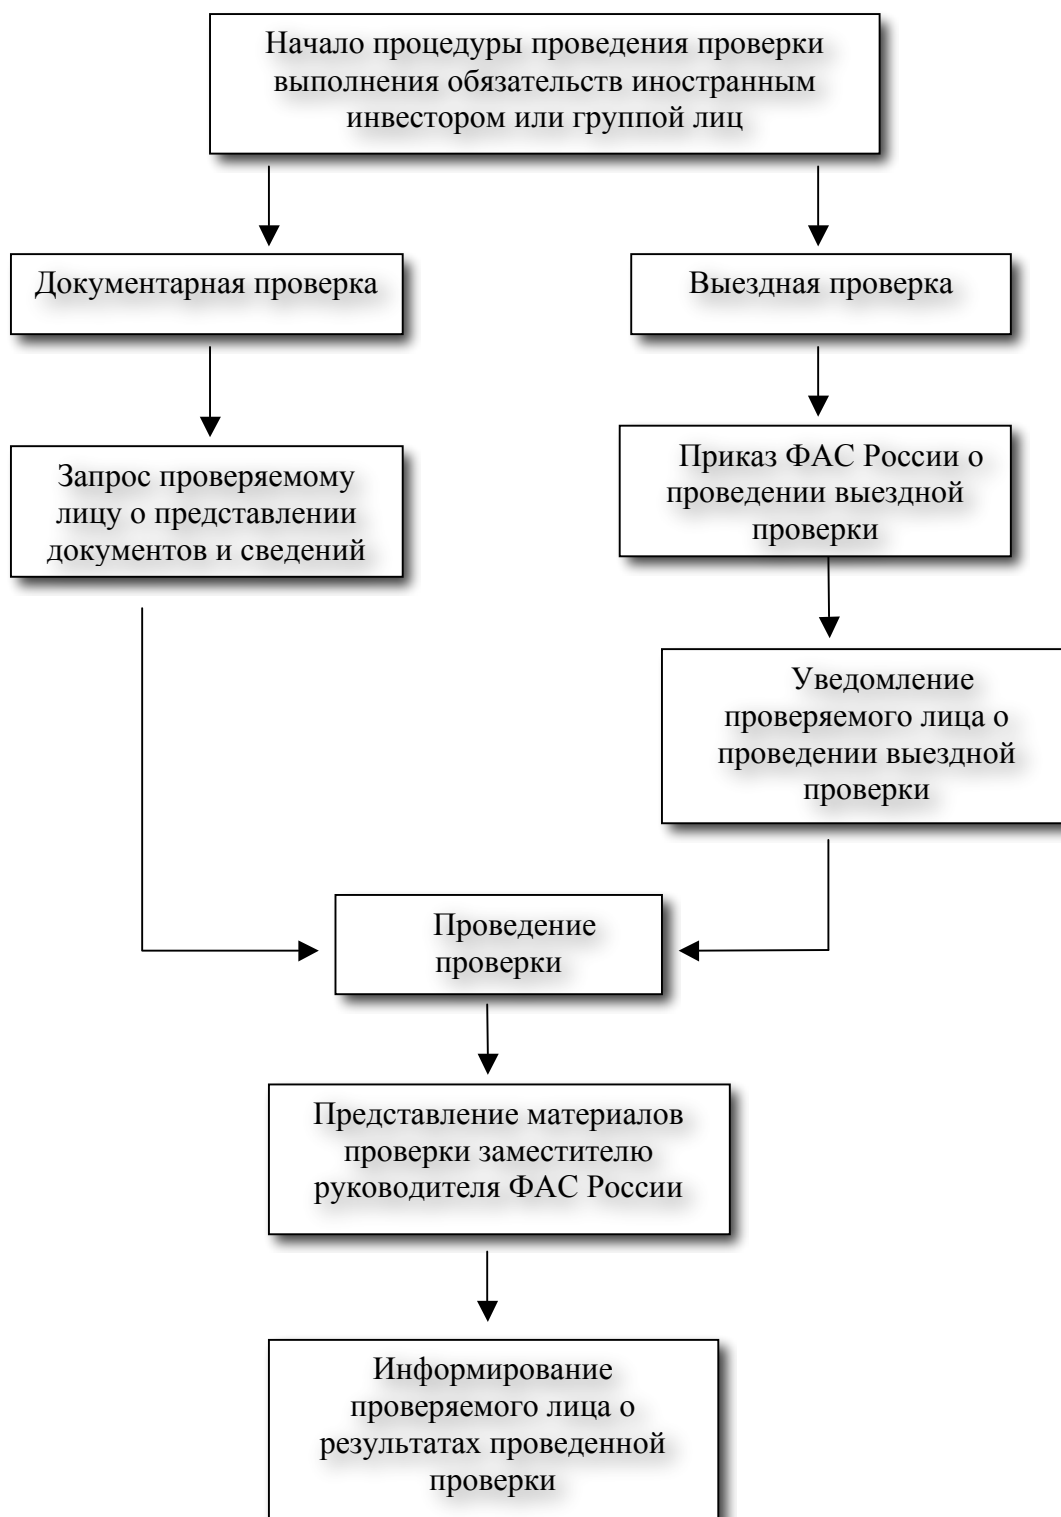 Начало процедуры проведения проверки
выполнения обязательств иностранным
инвестором или группой лиц
Документарная проверка
Выездная проверка
Запрос проверяемому
лицу о представлении
документов и сведений
Приказ ФАС России о
проведении выездной
проверки
Уведомление
проверяемого лица о
проведении выездной
проверки
Проведение
проверки
Представление материалов
проверки заместителю
руководителя ФАС России
Информирование
проверяемого лица о
результатах проведенной
проверки